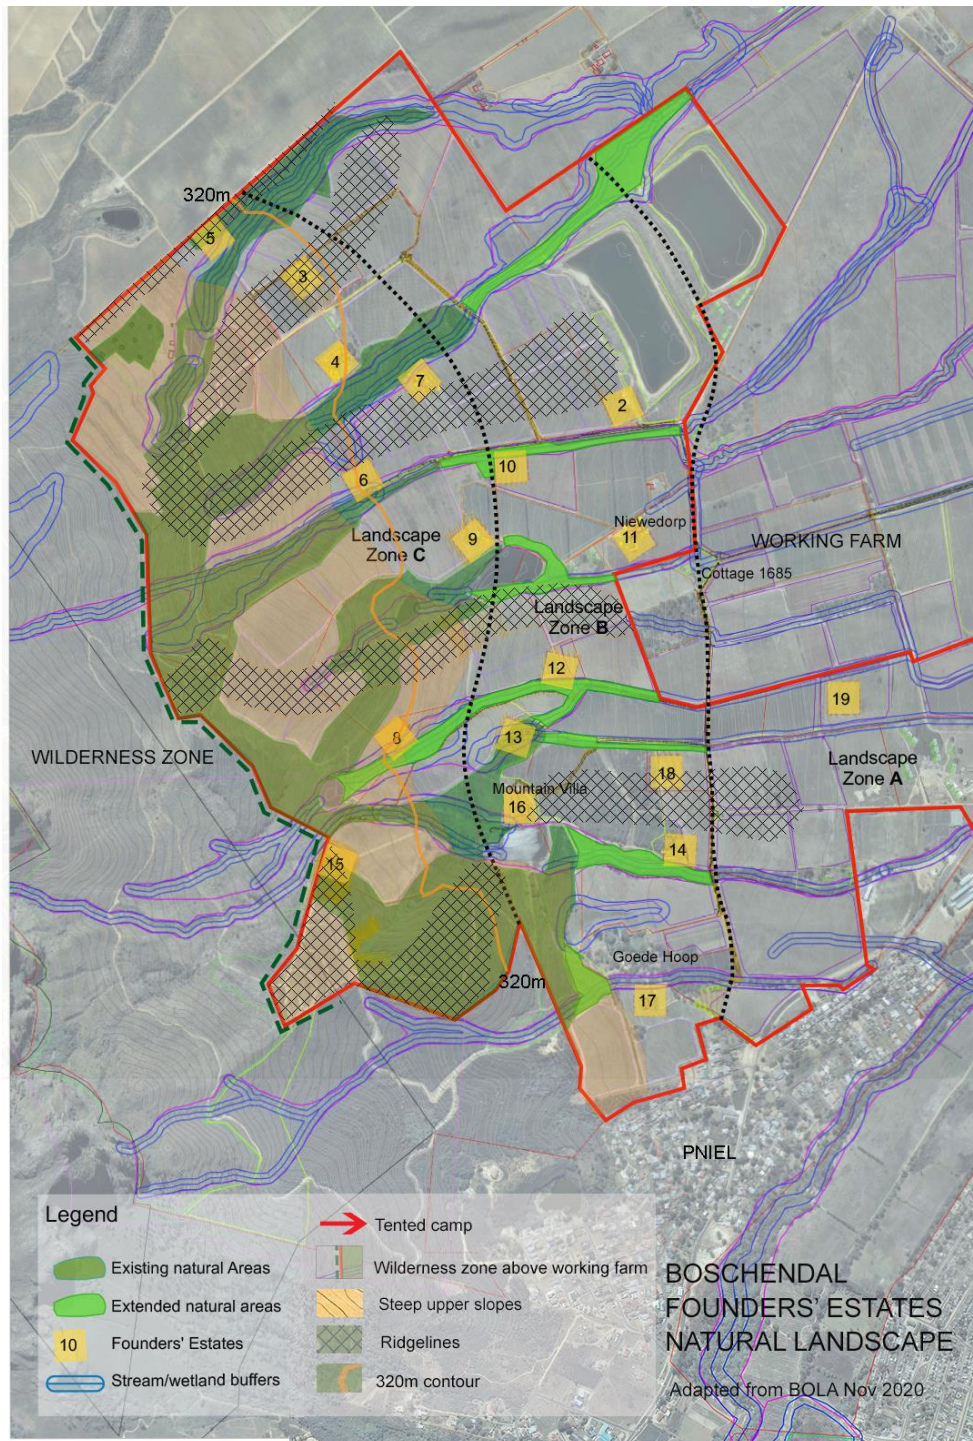 320m
5
3
4
7
2
6
10
Landscape
Zone C
9
Niewedorp
11
WORKING FARM
Cottage 1685
Landscape
Zone B
12
19
8
13
WILDERNESS ZONE
Landscape
Zone A
18
Mountain Villa
16
14
15
Goede Hoop
320m
17
PNIEL
Legend
Existing natural Areas
Extended natural areas
10
Founders' Estates
Stream/wetland buffers
Tented camp
Wilderness zone above working farm
Steep upper slopes
Ridgelines
320m contour
BOSCHENDAL
FOUNDERS' ESTATES
NATURAL LANDSCAPE
Adapted from BOLA Nov 2020